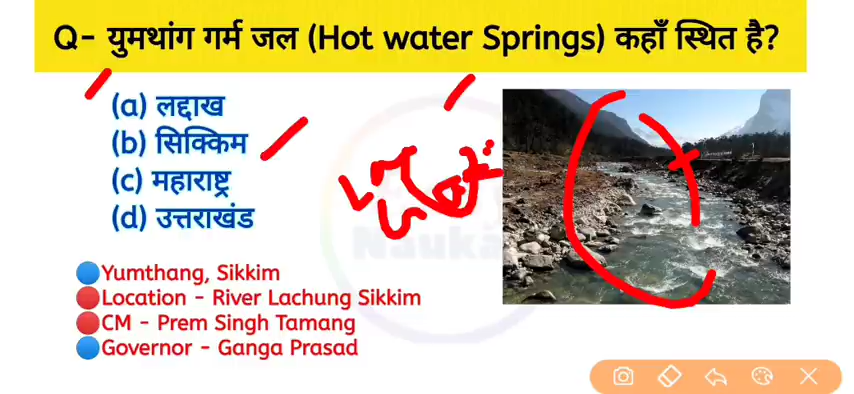 Q- युमथांग गर्म जल (Hot water Springs) कहाँ स्थित है?
(a) लद्दाख
(b) सिक्किम
(c) महाराष्ट्र
(d) उत्तराखंड
Yumthang, Sikkim
Location - River Lachung Sikkim
CM - Prem Singh Tamang
Governor - Ganga Prasad